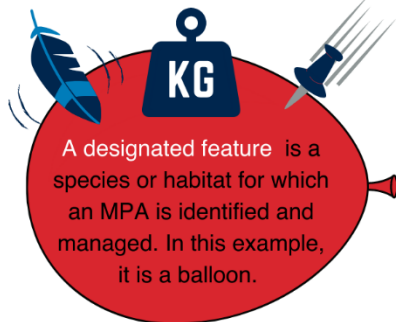 KG
A designated feature is a
species or habitat for which
an MPA is identified and
managed. In this example,
it is a balloon.